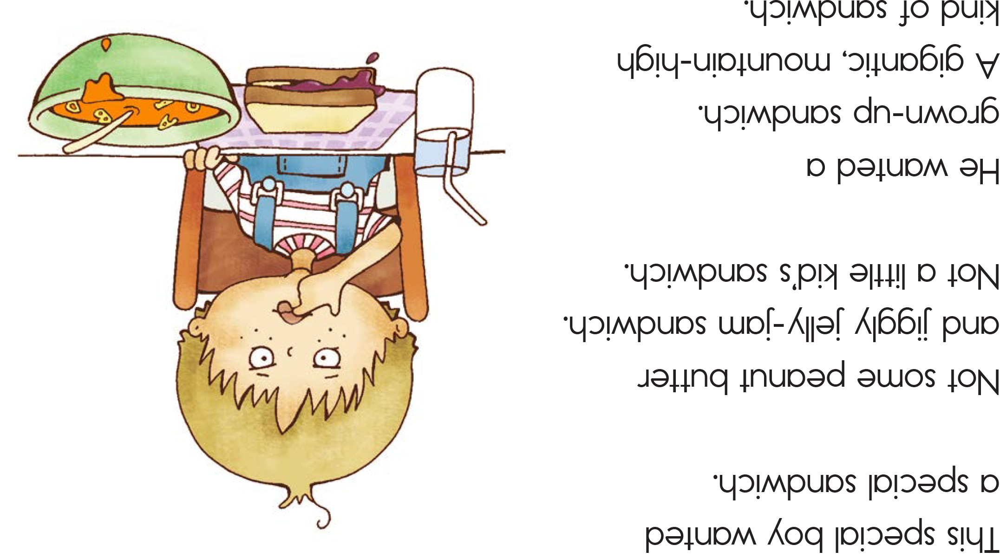 This special boy wanted
a special sandwich.
Not some peanut butter
and jiggly jelly-jam sandwich.
Not a little kid's sandwich.
He wanted a
grown-up sandwich.
A gigantic, mountain-high
kind of sandwich.